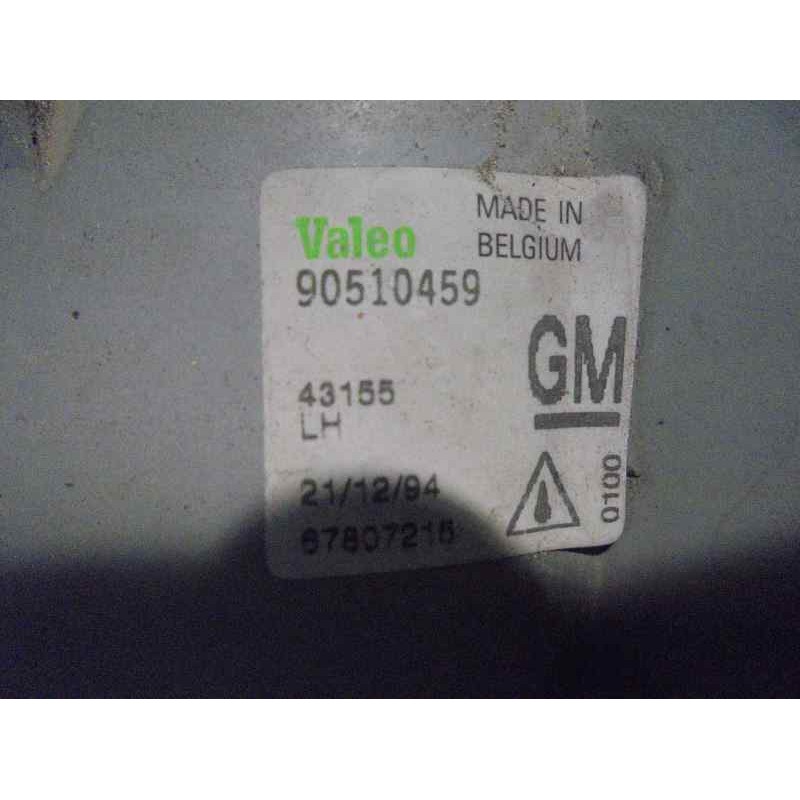 Valeo
MADE IN
BELGIUM
90510459
GM
43155
LH
21/12/94
67807215
0100